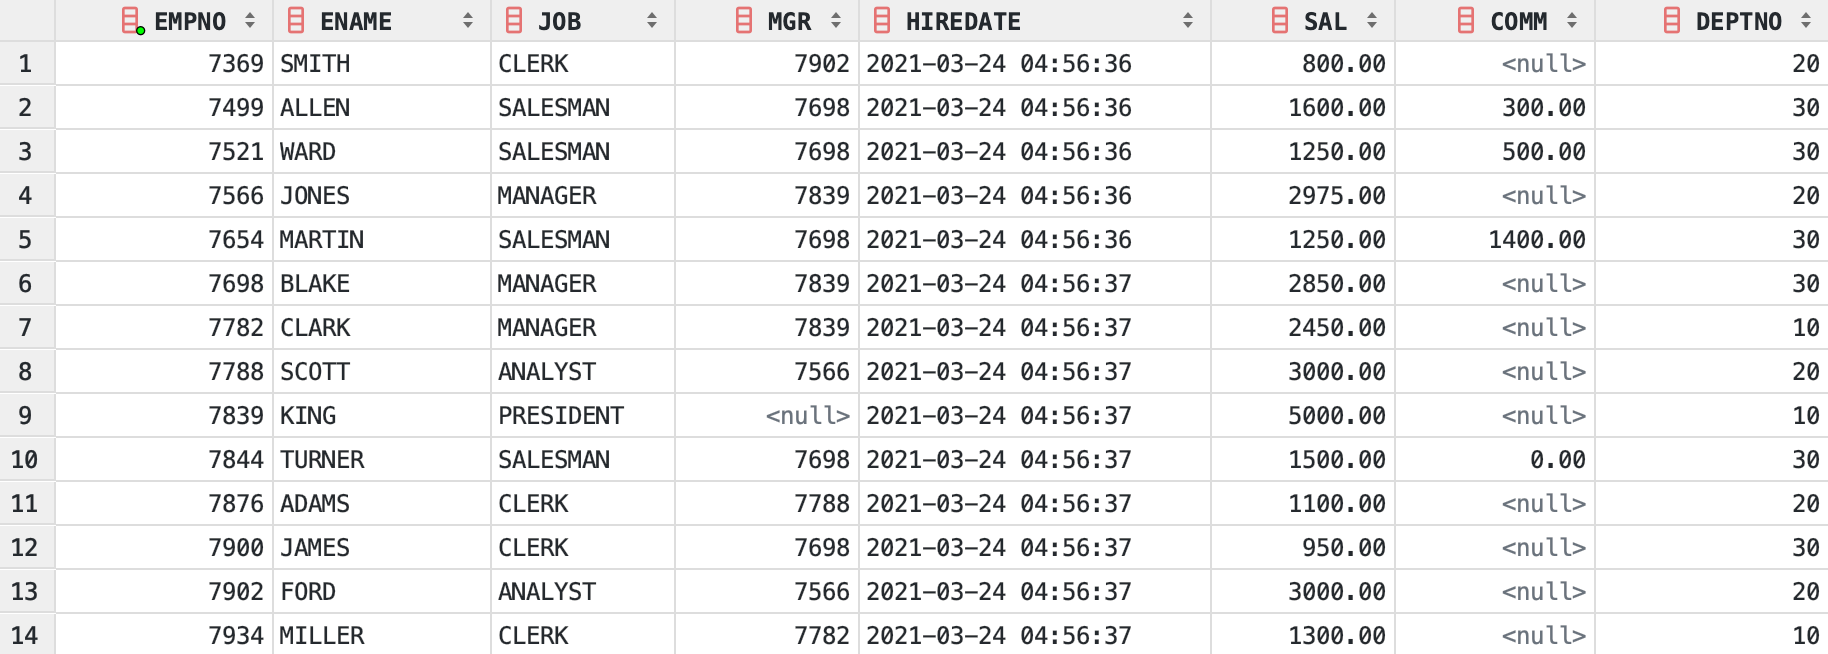 EMPNO ENAME JOB MGR HIREDATE SAL COMM DEPTNO
1 7369 SMITH CLERK 7902 2021-03-24 04:56:36 800.00 <null> 20
2 7499 ALLEN SALESMAN 7698 2021-03-24 04:56:36 1600.00 300.00 30
3 7521 WARD SALESMAN 7698 2021-03-24 04:56:36 1250.00 500.00 30
4 7566 JONES MANAGER 7839 2021-03-24 04:56:36 2975.00 <null> 20
5 7654 MARTIN SALESMAN 7698 2021-03-24 04:56:36 1250.00 1400.00 30
6 7698 BLAKE MANAGER 7839 2021-03-24 04:56:37 2850.00 <null> 30
7 7782 CLARK MANAGER 7839 2021-03-24 04:56:37 2450.00 <null> 10
8 7788 SCOTT ANALYST 7566 2021-03-24 04:56:37 3000.00 <null> 20
9 7839 KING PRESIDENT <null> 2021-03-24 04:56:37 5000.00 <null> 10
10 7844 TURNER SALESMAN 7698 2021-03-24 04:56:37 1500.00 0.00 30
11 7876 ADAMS CLERK 7788 2021-03-24 04:56:37 1100.00 <null> 20
12 7900 JAMES CLERK 7698 2021-03-24 04:56:37 950.00 <null> 30
13 7902 FORD ANALYST 7566 2021-03-24 04:56:37 3000.00 <null> 20
14 7934 MILLER CLERK 7782 2021-03-24 04:56:37 1300.00 <null> 10